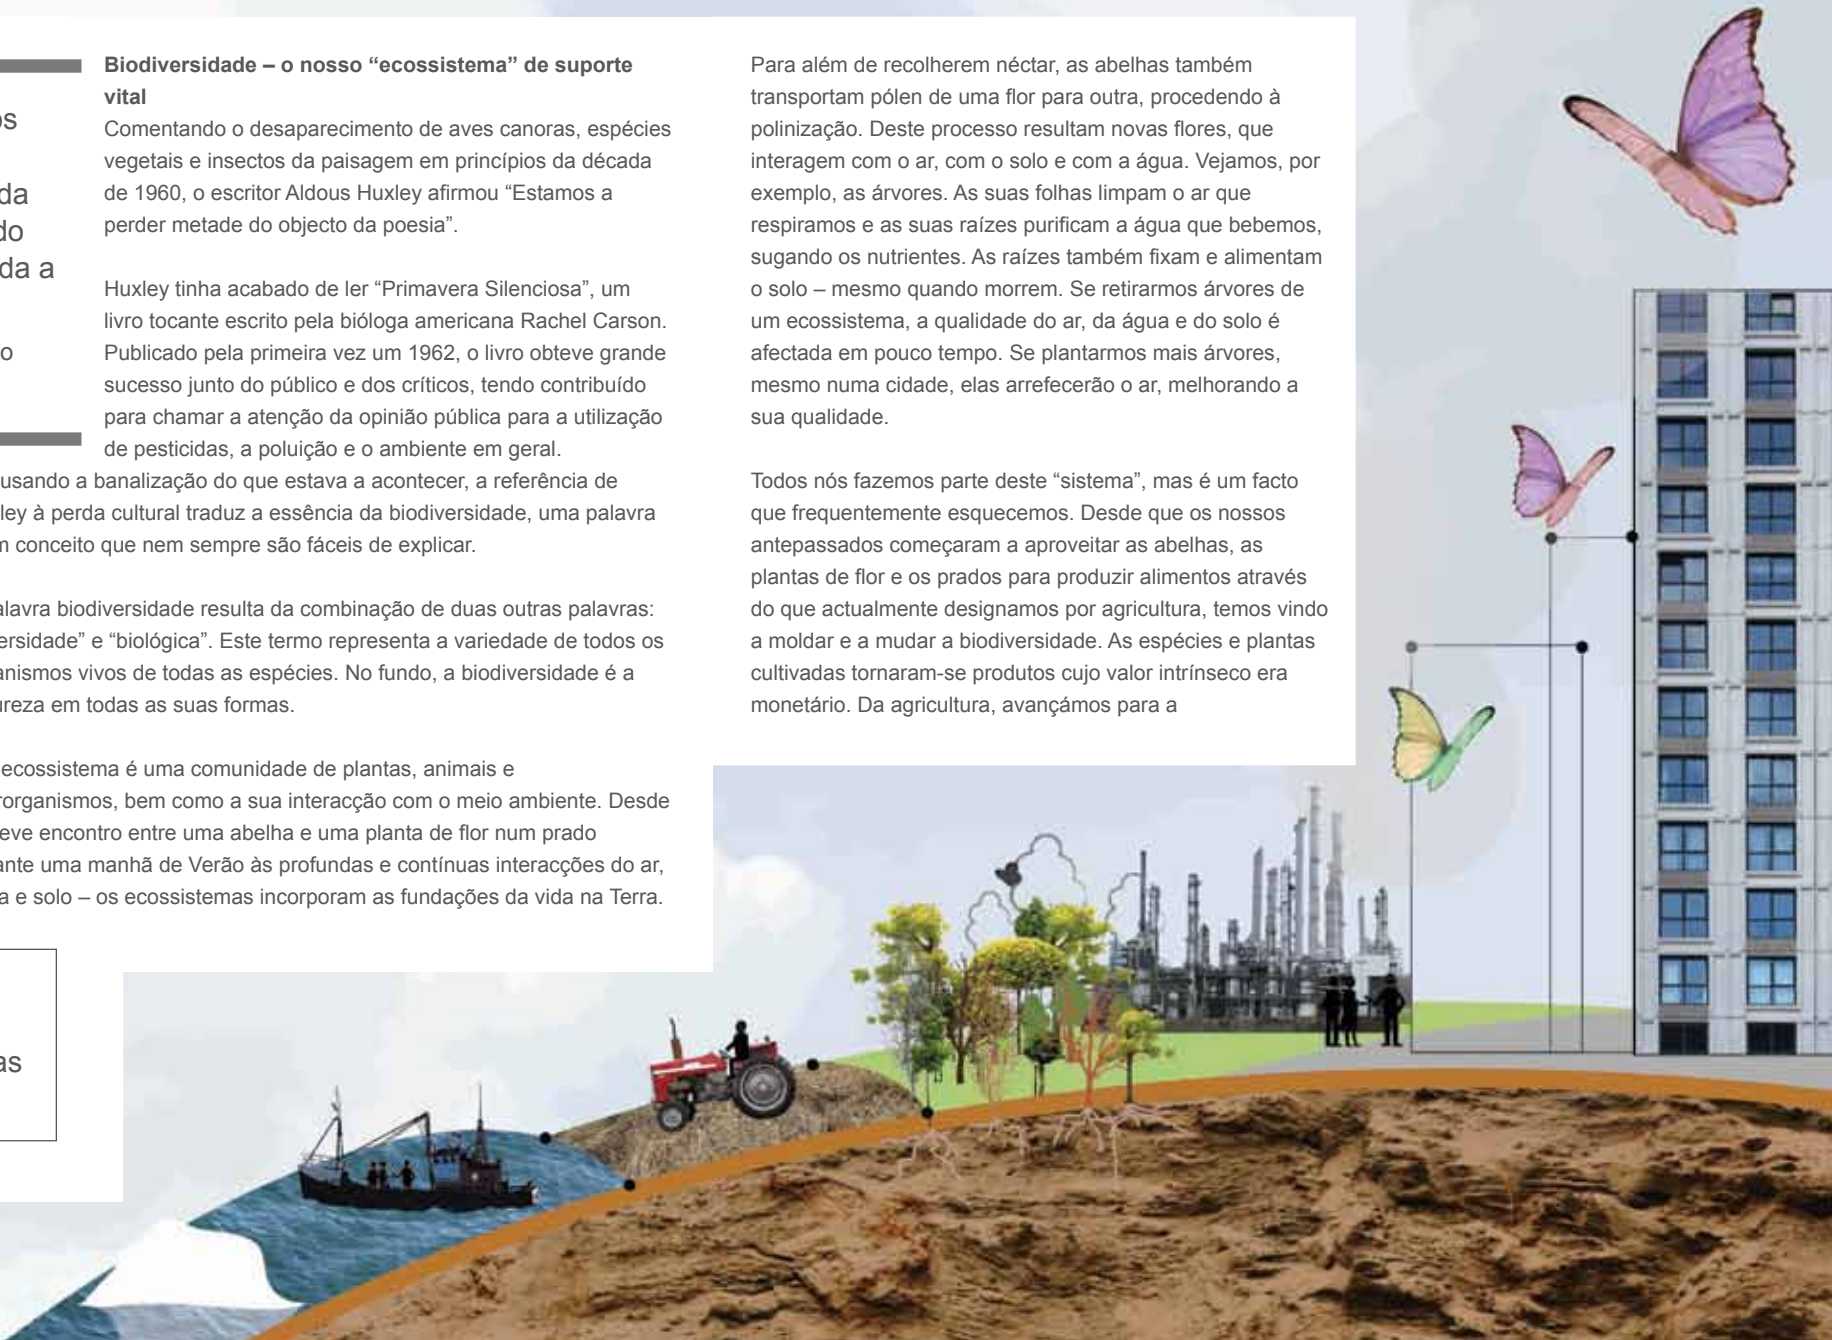 os
da
do
da a
o
Biodiversidade – o nosso “ecossistema” de suporte
vital
Comentando o desaparecimento de aves canoras, espécies
vegetais e insectos da paisagem em princípios da década
de 1960, o escritor Aldous Huxley afirmou “Estamos a
perder metade do objecto da poesia”.
Huxley tinha acabado de ler “Primavera Silenciosa”, um
livro tocante escrito pela bióloga americana Rachel Carson.
Publicado pela primeira vez um 1962, o livro obteve grande
sucesso junto do público e dos críticos, tendo contribuído
para chamar a atenção da opinião pública para a utilização
de pesticidas, a poluição e o ambiente em geral.
usando a banalização do que estava a acontecer, a referência de
ley à perda cultural traduz a essência da biodiversidade, uma palavra
m conceito que nem sempre são fáceis de explicar.
alavra biodiversidade resulta da combinação de duas outras palavras:
ersidade” e “biológica”. Este termo representa a variedade de todos os
anismos vivos de todas as espécies. No fundo, a biodiversidade é a
ureza em todas as suas formas.
ecossistema é uma comunidade de plantas, animais e
rorganismos, bem como a sua interacção com o meio ambiente. Desde
eve encontro entre uma abelha e uma planta de flor num prado
ante uma manhã de Verão às profundas e contínuas interacções do ar,
a e solo – os ecossistemas incorporam as fundações da vida na Terra.
as
Para além de recolherem néctar, as abelhas também
transportam pólen de uma flor para outra, procedendo à
polinização. Deste processo resultam novas flores, que
interagem com o ar, com o solo e com a água. Vejamos, por
exemplo, as árvores. As suas folhas limpam o ar que
respiramos e as suas raízes purificam a água que bebemos,
sugando os nutrientes. As raízes também fixam e alimentam
o solo – mesmo quando morrem. Se retirarmos árvores de
um ecossistema, a qualidade do ar, da água e do solo é
afectada em pouco tempo. Se plantarmos mais árvores,
mesmo numa cidade, elas arrefecerão o ar, melhorando a
sua qualidade.
Todos nós fazemos parte deste “sistema”, mas é um facto
que frequentemente esquecemos. Desde que os nossos
antepassados começaram a aproveitar as abelhas, as
plantas de flor e os prados para produzir alimentos através
do que actualmente designamos por agricultura, temos vindo
a moldar e a mudar a biodiversidade. As espécies e plantas
cultivadas tornaram-se produtos cujo valor intrínseco era
monetário. Da agricultura, avançámos para a